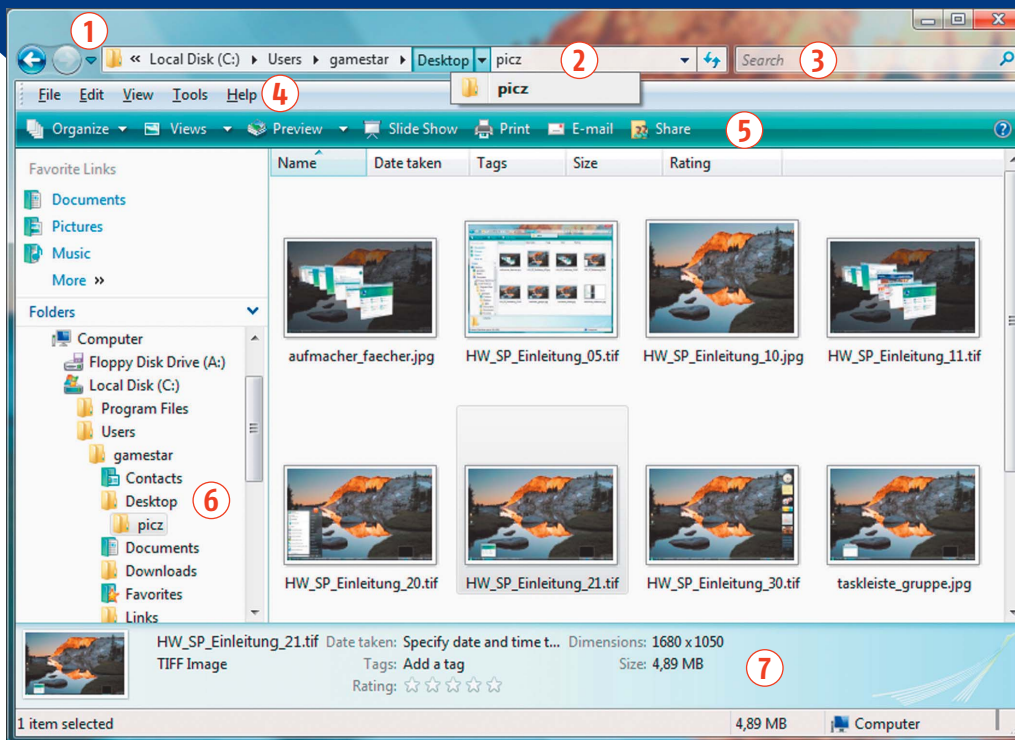 1
« Local Disk (C:) Users gamestar Desktop picz 2 Search 3
picz
File Edit View Tools Help 4
Organize Views Preview Slide Show Print E-mail Share 5 ?
Favorite Links
Documents
Pictures
Music
More »
Folders
Computer
Floppy Disk Drive (A:)
Local Disk (C:)
Program Files
Users
gamestar
Contacts
Desktop 6
picz
Documents
Downloads
Favorites
Links
Name Date taken Tags Size Rating
aufmacher_faecher.jpg HW_SP_Einleitung_05.tif HW_SP_Einleitung_10.jpg HW_SP_Einleitung_11.tif
HW_SP_Einleitung_20.tif HW_SP_Einleitung_21.tif HW_SP_Einleitung_30.tif taskleiste_gruppe.jpg
HW_SP_Einleitung_21.tif Date taken: Specify date and time t... Dimensions: 1680 x 1050
TIFF Image Tags: Add a tag Size: 4,89 MB 7
Rating:
1 item selected 4,89 MB Computer